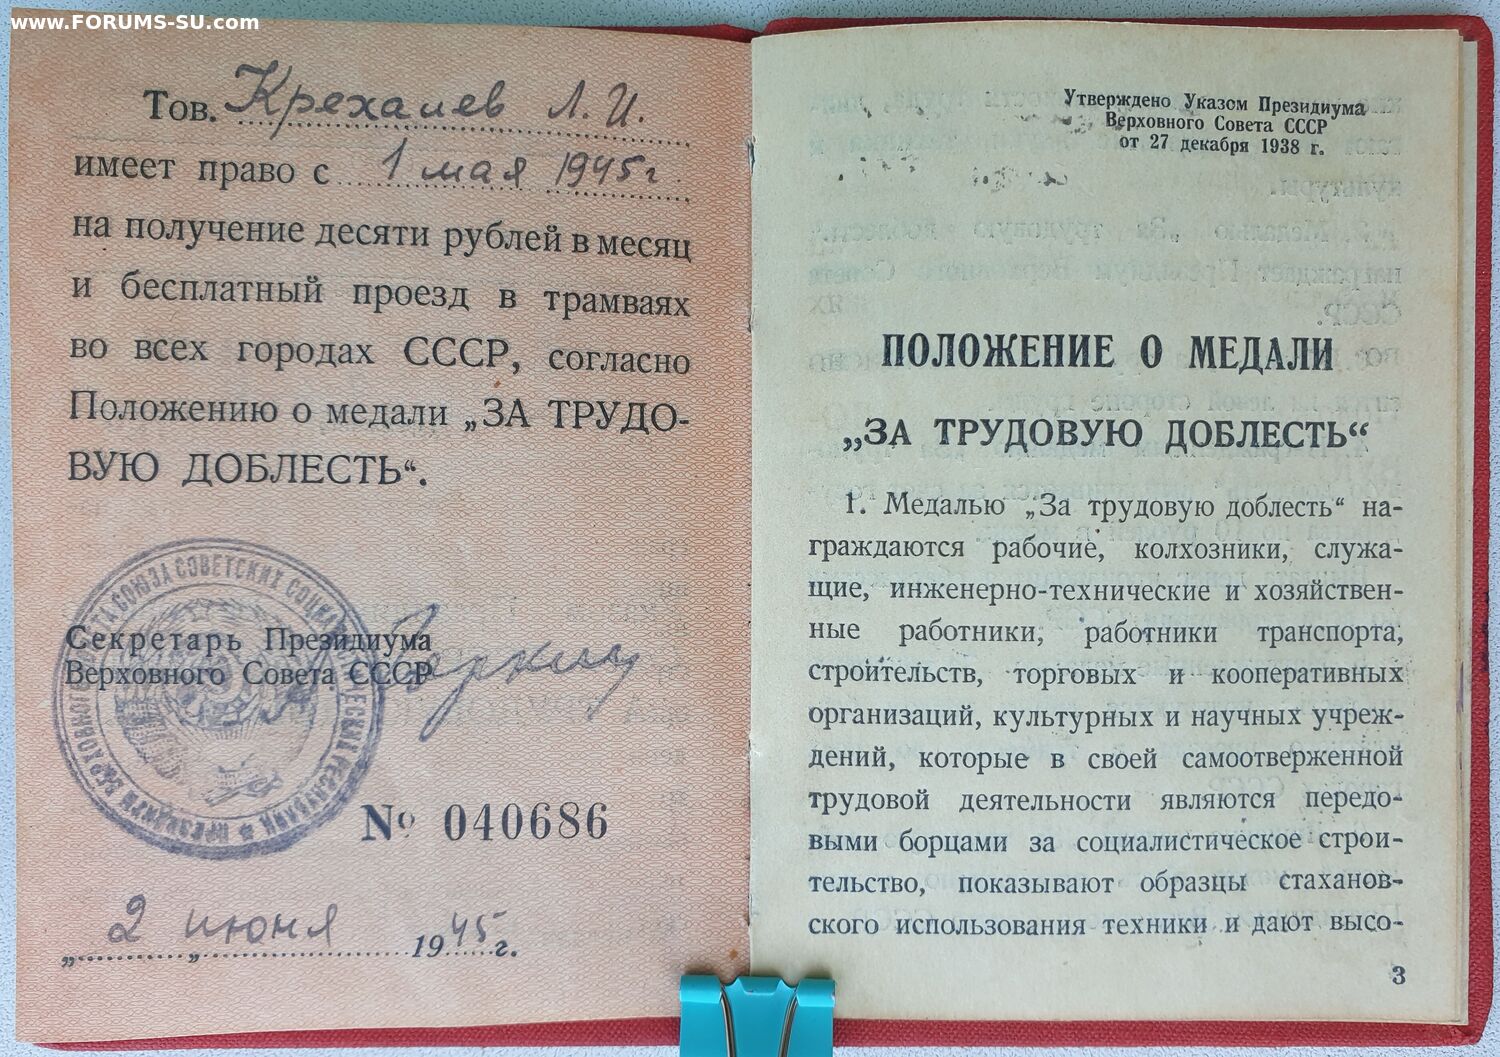 www.FORUMS-SU.com
Тов. Крехалев Л. И.
имеет право с 1 мая 1945г
на получение десяти рублей в месяц
и бесплатный проезд в трамваях
во всех городах СССР, согласно
Положению о медали „ЗА ТРУДО-
ВУЮ ДОБЛЕСТЬ“.
Секретарь Президиума
Верховного Совета СССР
№ 040686
„2 „ июня 1945 г.
Утверждено Указом Президиума
Верховного Совета СССР
от 27 декабря 1938 г.
ПОЛОЖЕНИЕ О МЕДАЛИ
„ЗА ТРУДОВУЮ ДОБЛЕСТЬ“
1. Медалью „За трудовую доблесть“ на-
граждаются рабочие, колхозники, служа-
щие, инженерно-технические и хозяйствен-
ные работники, работники транспорта,
строительств, торговых и кооперативных
организаций, культурных и научных учреж-
дений, которые в своей самоотверженной
трудовой деятельности являются передо-
выми борцами за социалистическое строи-
тельство, показывают образцы стаханов-
ского использования техники и дают высо-
3